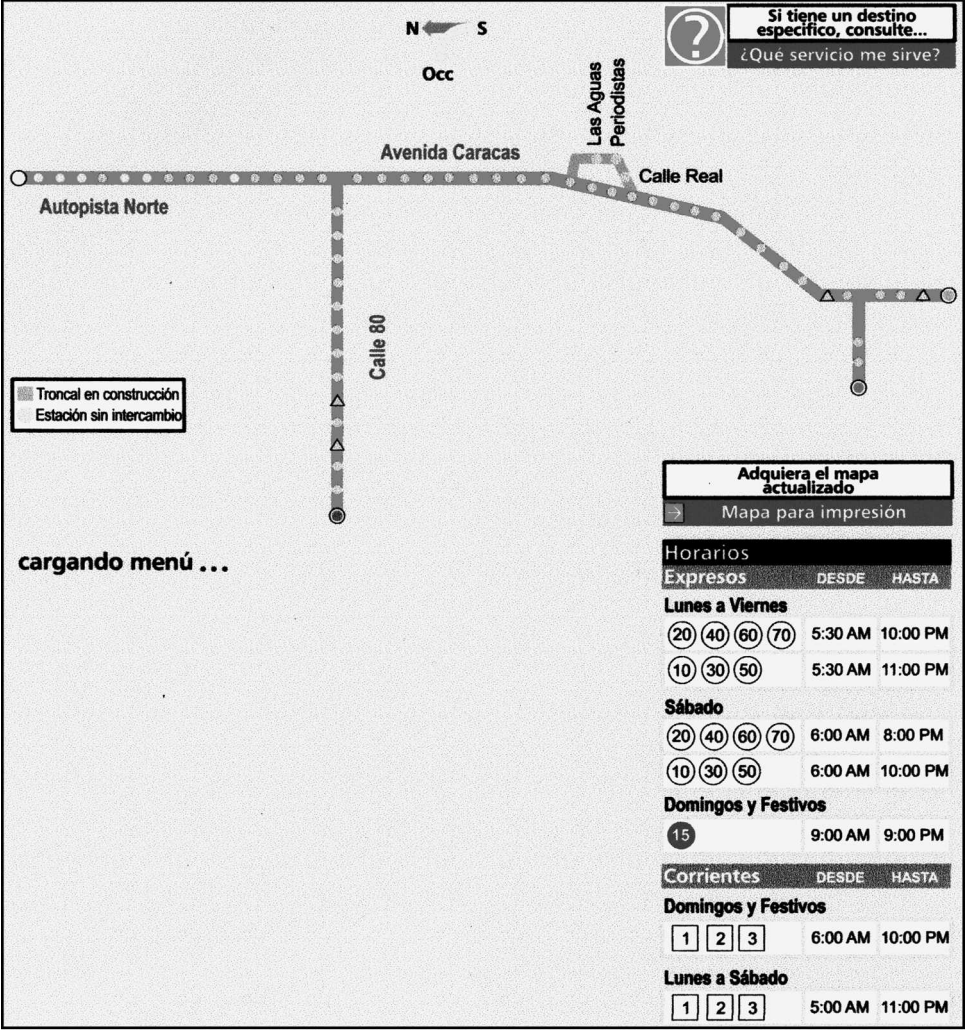 N S
Occ
Si tiene un destino
especifico, consulte...
¿Qué servicio me sirve?
Las Aguas
Periodistas
Avenida Caracas
Calle Real
Autopista Norte
Calle 80
Troncal en construcción
Estación sin intercambio
cargando menú ...
Adquiera el mapa
actualizado
Mapa para impresión
Horarios
Expresos DESDE HASTA
Lunes a Viernes
20 40 60 70 5:30 AM 10:00 PM
10 30 50 5:30 AM 11:00 PM
Sábado
20 40 60 70 6:00 AM 8:00 PM
10 30 50 6:00 AM 10:00 PM
Domingos y Festivos
15 9:00 AM 9:00 PM
Corrientes DESDE HASTA
Domingos y Festivos
1 2 3 6:00 AM 10:00 PM
Lunes a Sábado
1 2 3 5:00 AM 11:00 PM